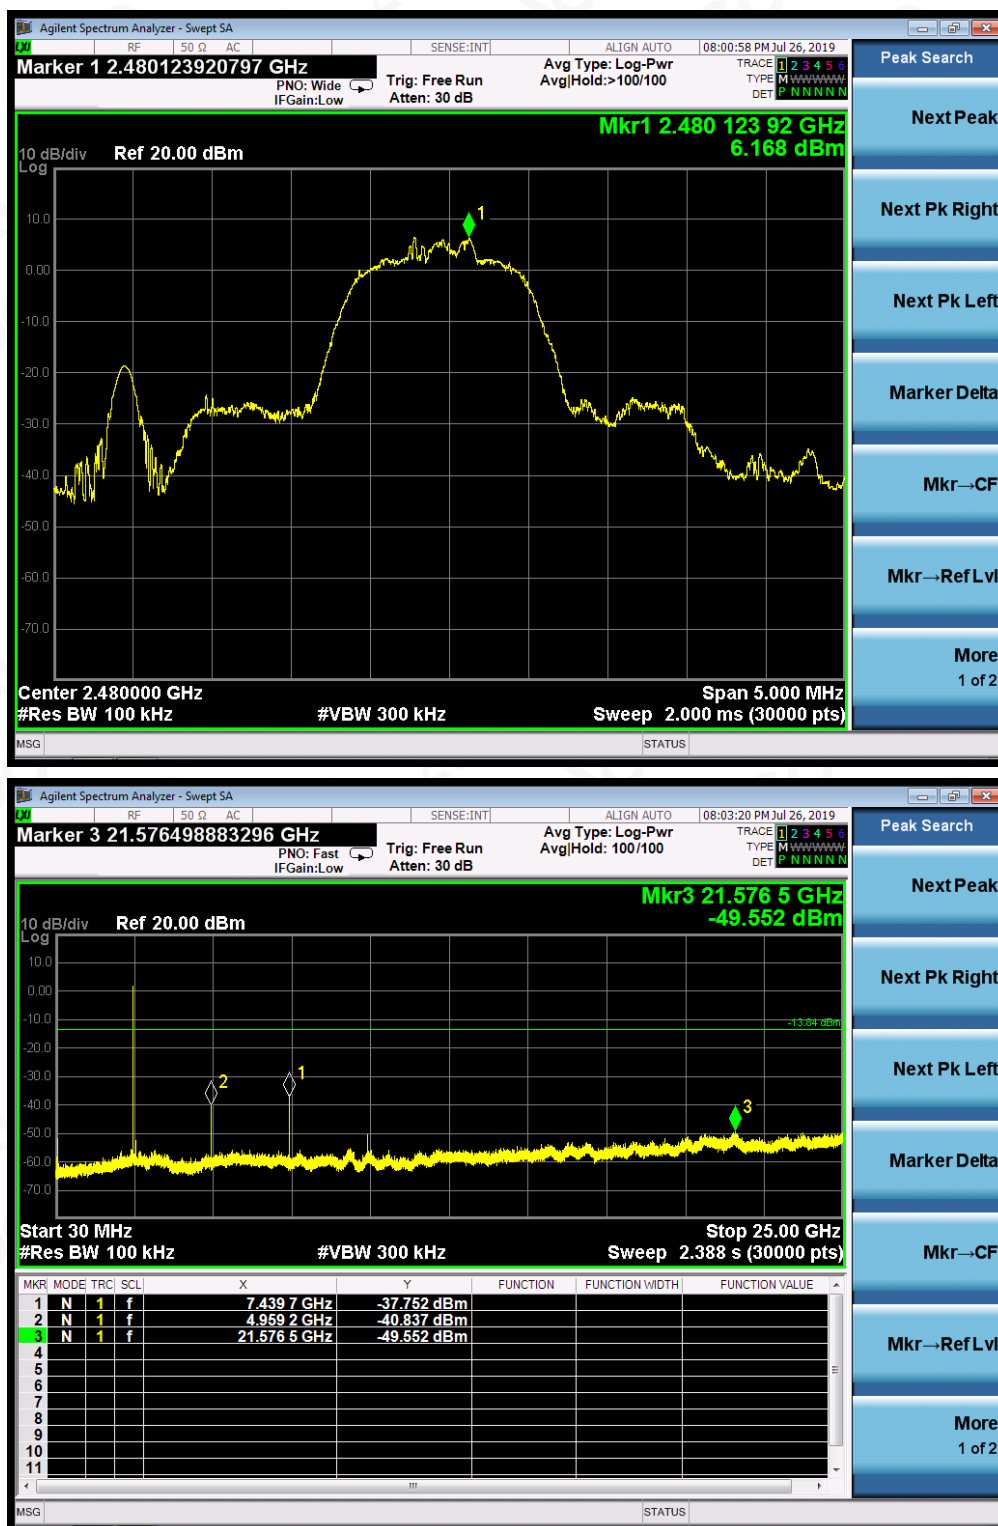 Agilent Spectrum Analyzer - Swept SA
LXI RF 50 Ω AC SENSE:INT ALIGN AUTO 08:00:58 PM Jul 26, 2019
Marker 1 2.480123920797 GHz
PNO: Wide
IFGain:Low
Trig: Free Run
Atten: 30 dB
Avg Type: Log-Pwr
Avg|Hold:>100/100
TRACE 1 2 3 4 5 6
TYPE M WWWWW
DET P N N N N N
Mkr1 2.480 123 92 GHz
6.168 dBm
10 dB/div Ref 20.00 dBm
Log
1
10.0
0.00
-10.0
-20.0
-30.0
-40.0
-50.0
-60.0
-70.0
Center 2.480000 GHz Span 5.000 MHz
#Res BW 100 kHz #VBW 300 kHz Sweep 2.000 ms (30000 pts)
MSG STATUS
Peak Search
Next Peak
Next Pk Right
Next Pk Left
Marker Delta
Mkr→CF
Mkr→Ref Lvl
More
1 of 2
Agilent Spectrum Analyzer - Swept SA
LXI RF 50 Ω AC SENSE:INT ALIGN AUTO 08:03:20 PM Jul 26, 2019
Marker 3 21.576498883296 GHz
PNO: Fast
IFGain:Low
Trig: Free Run
Atten: 30 dB
Avg Type: Log-Pwr
Avg|Hold: 100/100
TRACE 1 2 3 4 5 6
TYPE M WWWWW
DET P N N N N N
Mkr3 21.576 5 GHz
-49.552 dBm
10 dB/div Ref 20.00 dBm
Log
10.0
0.00
-10.0
-13.84 dBm
-20.0
-30.0
2 1
-40.0
3
-50.0
-60.0
-70.0
Start 30 MHz Stop 25.00 GHz
#Res BW 100 kHz #VBW 300 kHz Sweep 2.388 s (30000 pts)
MKR MODE TRC SCL X Y FUNCTION FUNCTION WIDTH FUNCTION VALUE
1 N 1 f 7.439 7 GHz -37.752 dBm
2 N 1 f 4.959 2 GHz -40.837 dBm
3 N 1 f 21.576 5 GHz -49.552 dBm
4
5
6
7
8
9
10
11
MSG STATUS
Peak Search
Next Peak
Next Pk Right
Next Pk Left
Marker Delta
Mkr→CF
Mkr→Ref Lvl
More
1 of 2